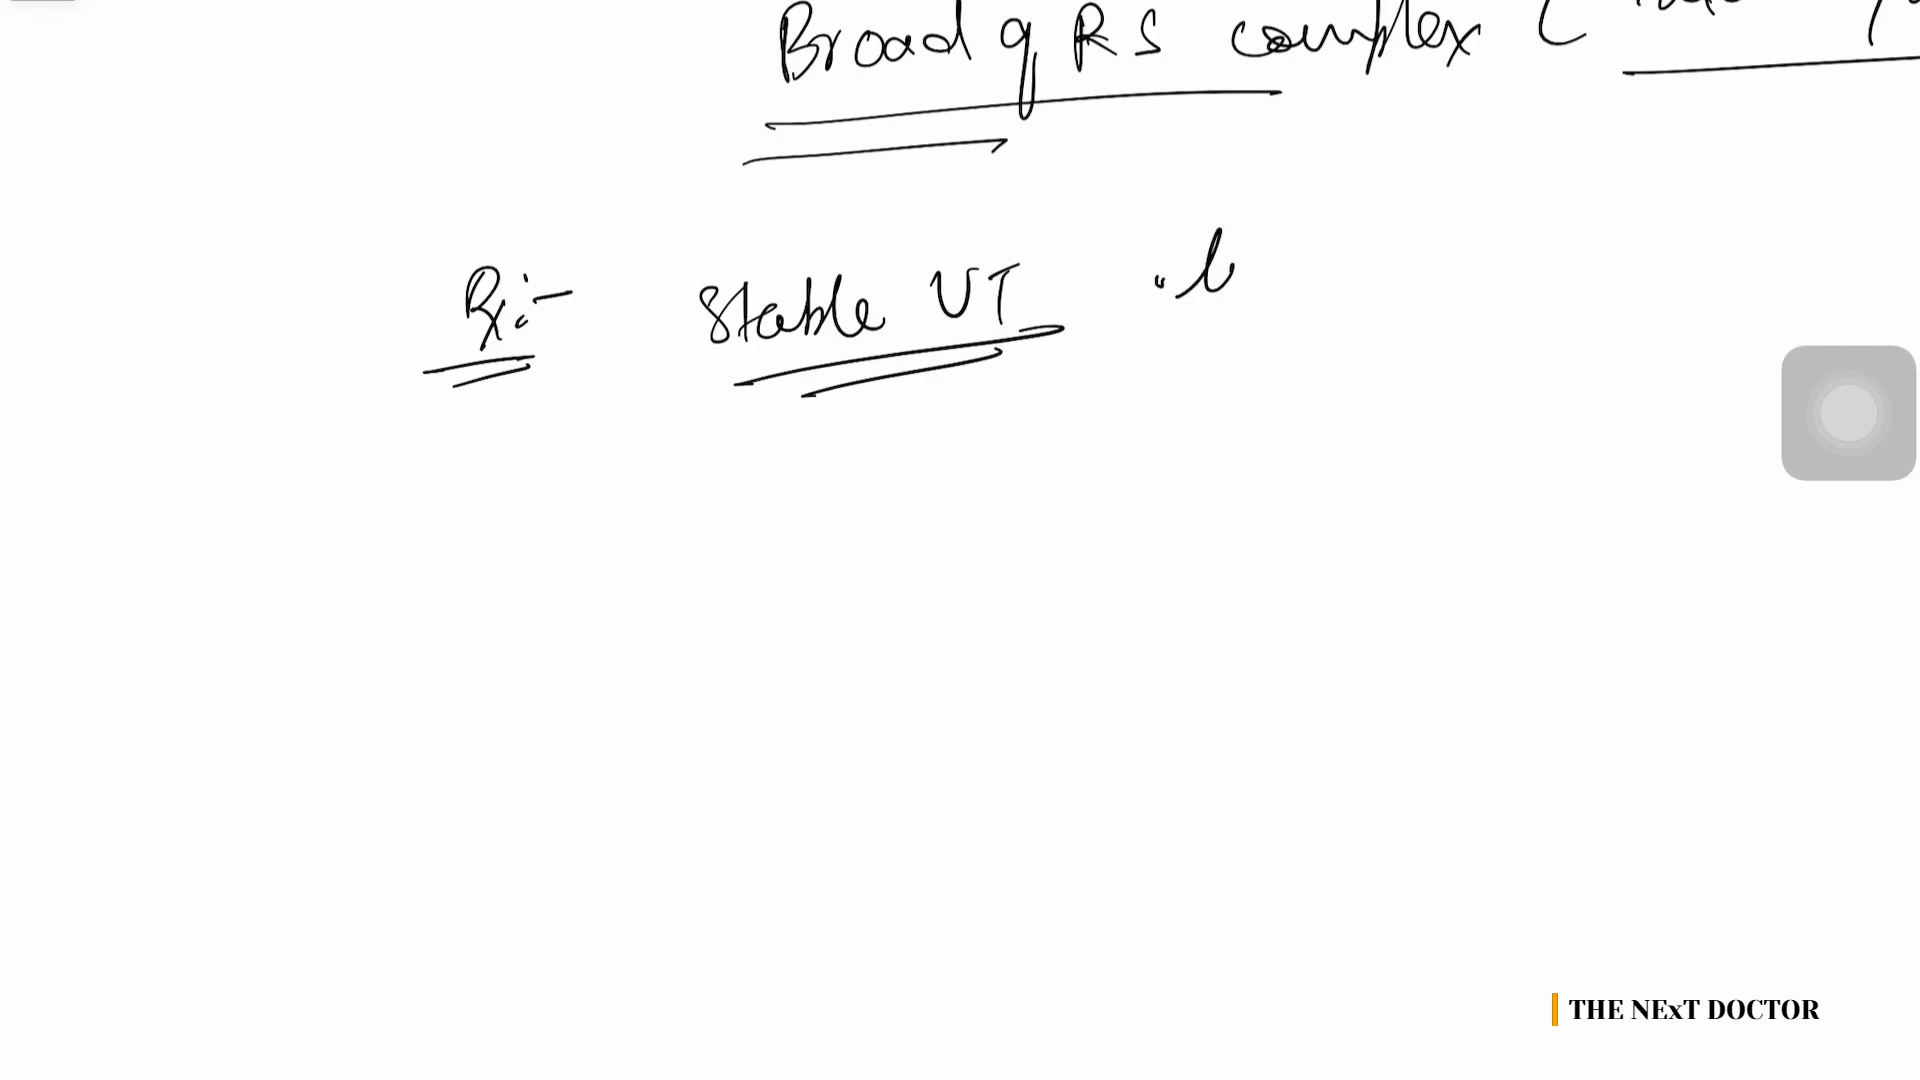 Broad qRS complex (
Rx:- Stable VT
THE NExT DOCTOR